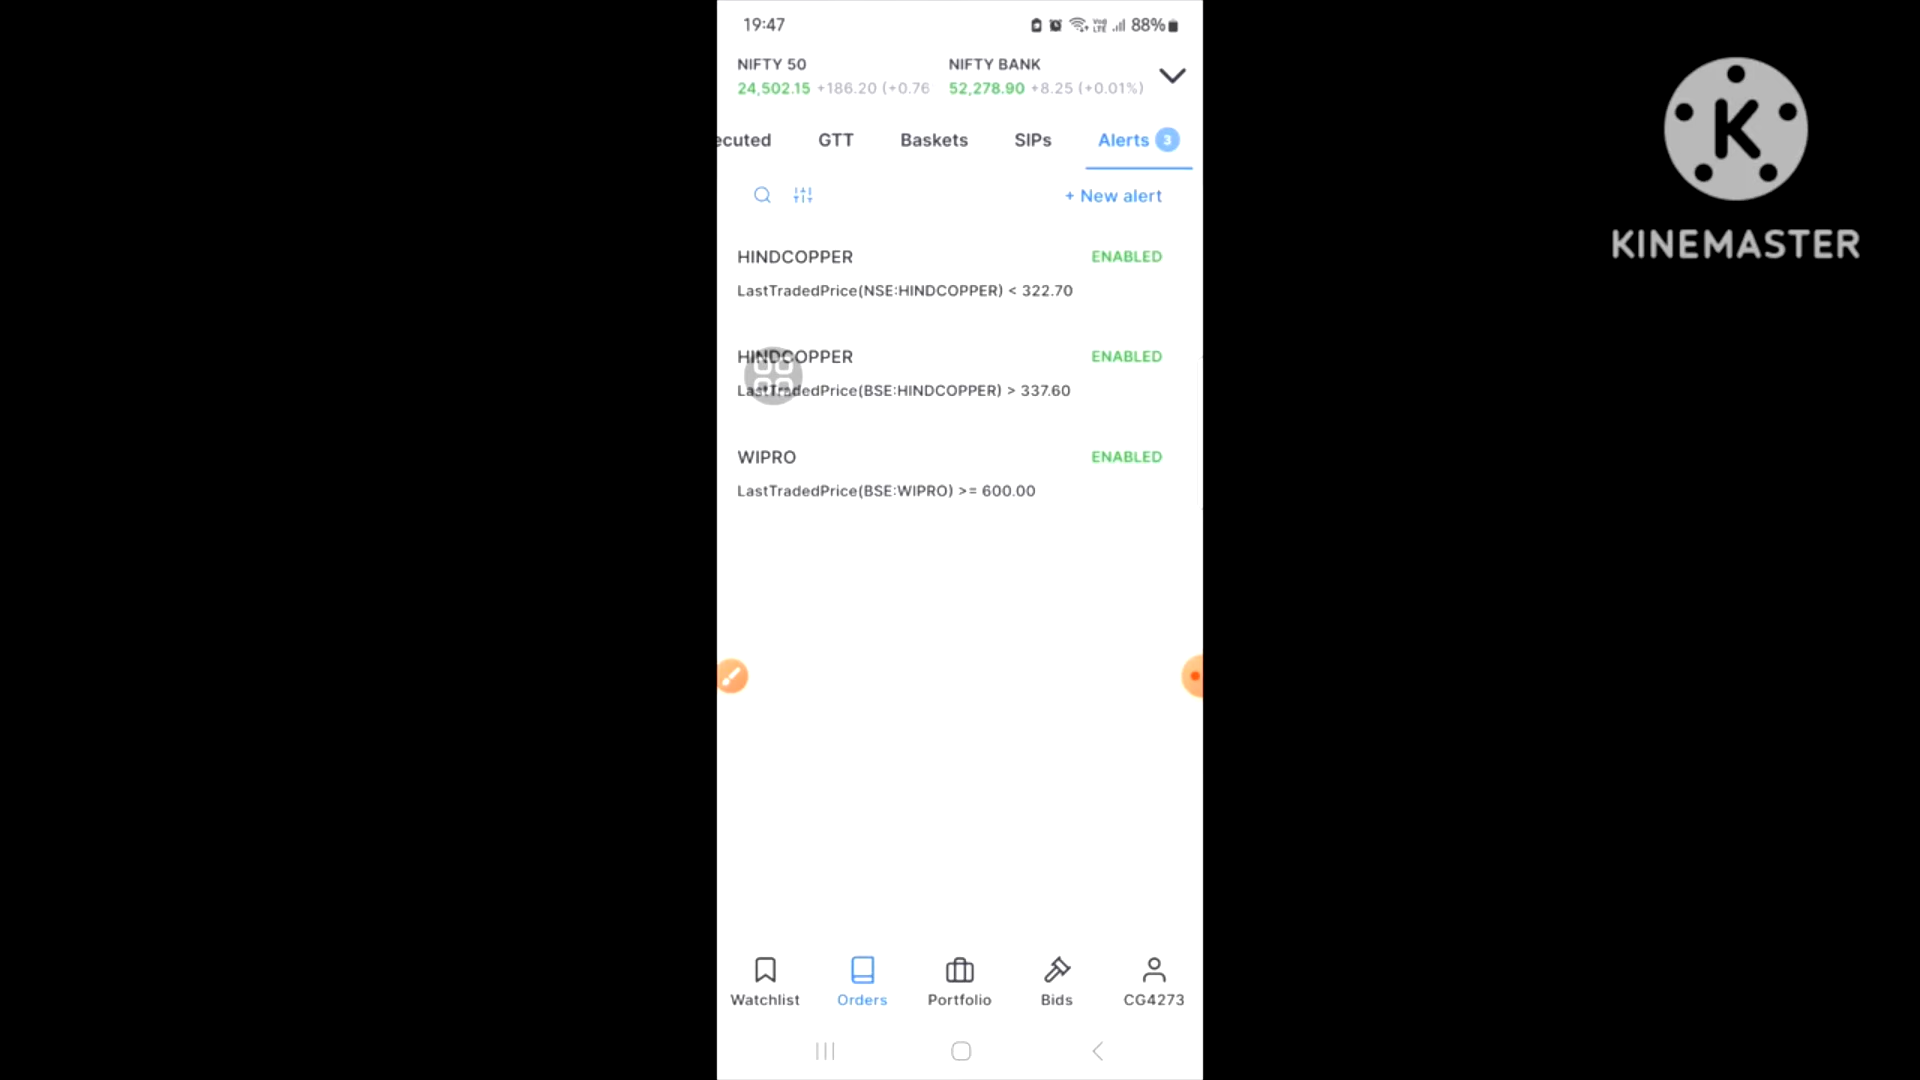 19:47
88%
NIFTY 50
NIFTY BANK
24,502.15 +186.20 (+0.76
52,278.90 +8.25 (+0.01%)
ecuted
GTT
Baskets
SIPs
Alerts 3
+ New alert
HINDCOPPER
ENABLED
LastTradedPrice(NSE:HINDCOPPER) < 322.70
HINDCOPPER
ENABLED
LastTradedPrice(BSE:HINDCOPPER) > 337.60
WIPRO
ENABLED
LastTradedPrice(BSE:WIPRO) >= 600.00
Watchlist
Orders
Portfolio
Bids
CG4273
K
KINEMASTER